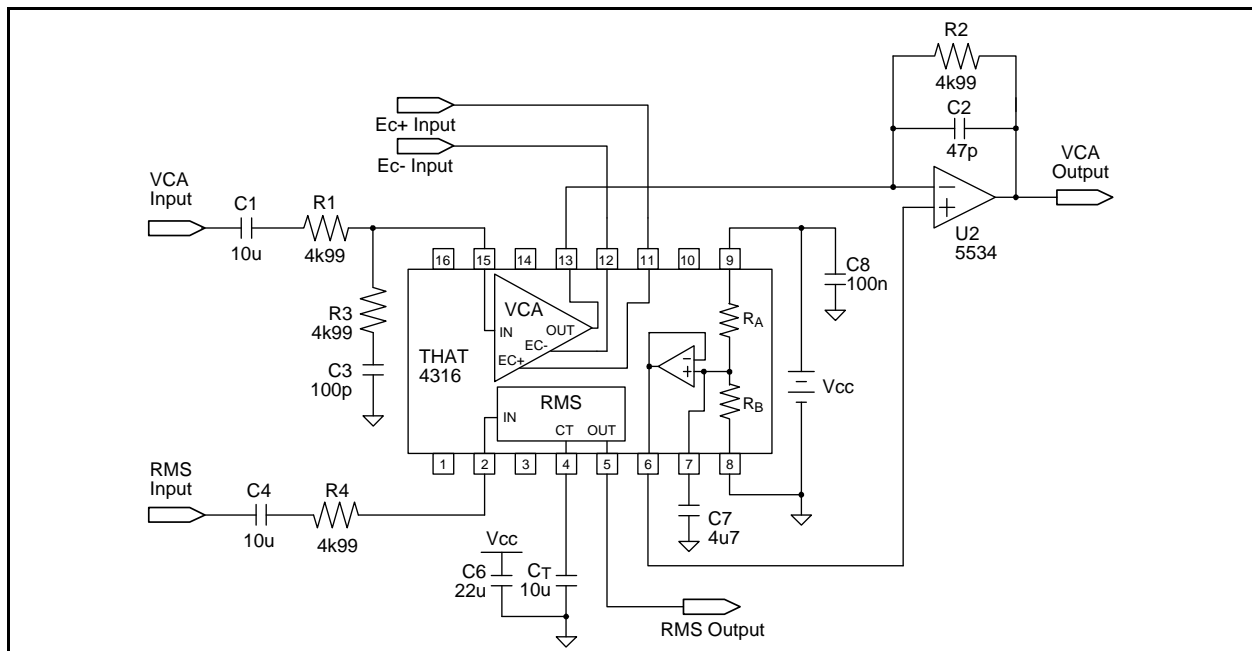 R2
4k99
C2
47p
Ec+ Input
Ec- Input
VCA
Input
C1
10u
R1
4k99
VCA
Output
U2
5534
16
15
14
13
12
11
10
9
C8
100n
R3
4k99
C3
100p
VCA
IN
OUT
EC-
EC+
RA
THAT
4316
RMS
IN
CT
OUT
RB
Vcc
1
2
3
4
5
6
7
8
RMS
Input
C4
10u
R4
4k99
C7
4u7
Vcc
C6
22u
CT
10u
RMS Output